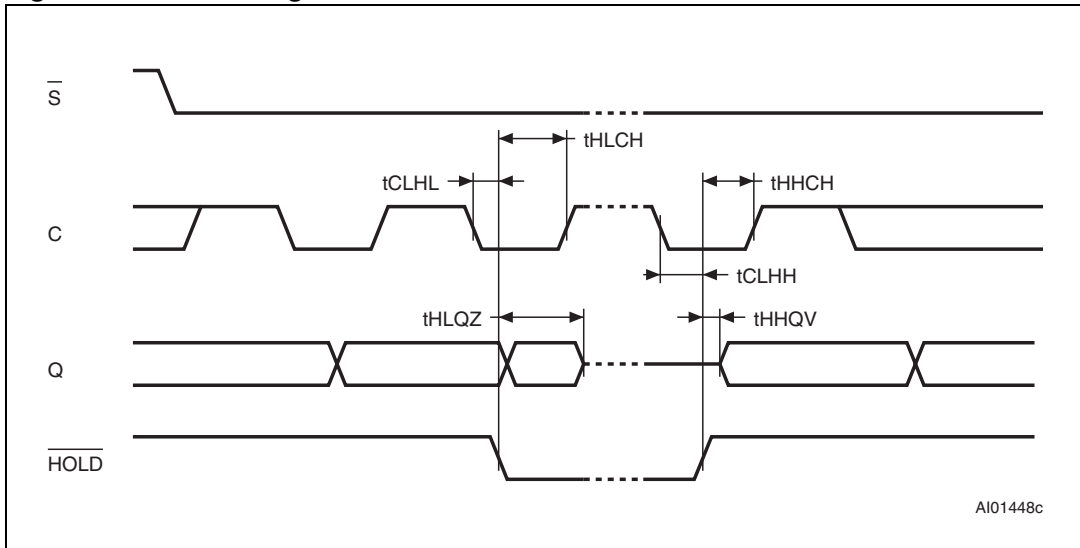 S
tHLCH
tCLHL
tHHCH
C
tCLHH
tHLQZ
tHHQV
Q
HOLD
AI01448c